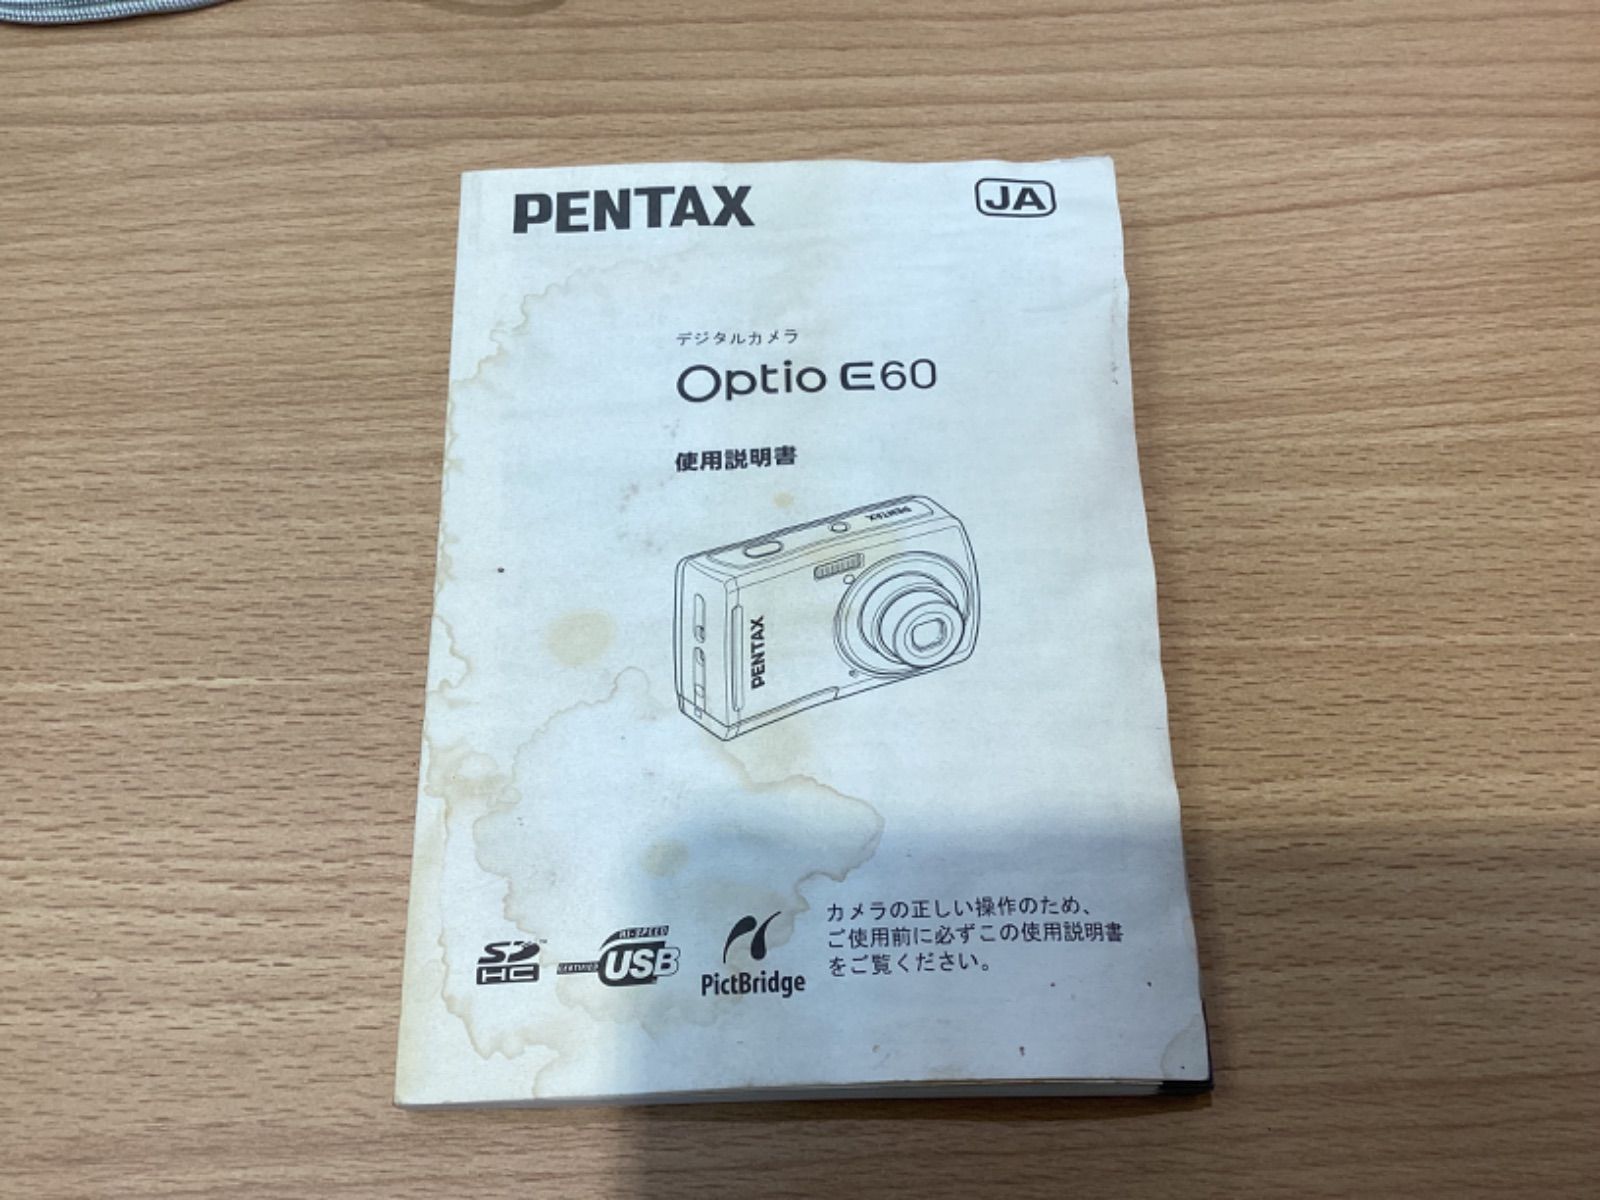 PENTAX
JA
デジタルカメラ
Optio E60
使用説明書
PENTAX
PENTAX
カメラの正しい操作のため、
ご使用前に必ずこの使用説明書
をご覧ください。
SD
HC
HI-SPEED
CERTIFIED
USB
PictBridge